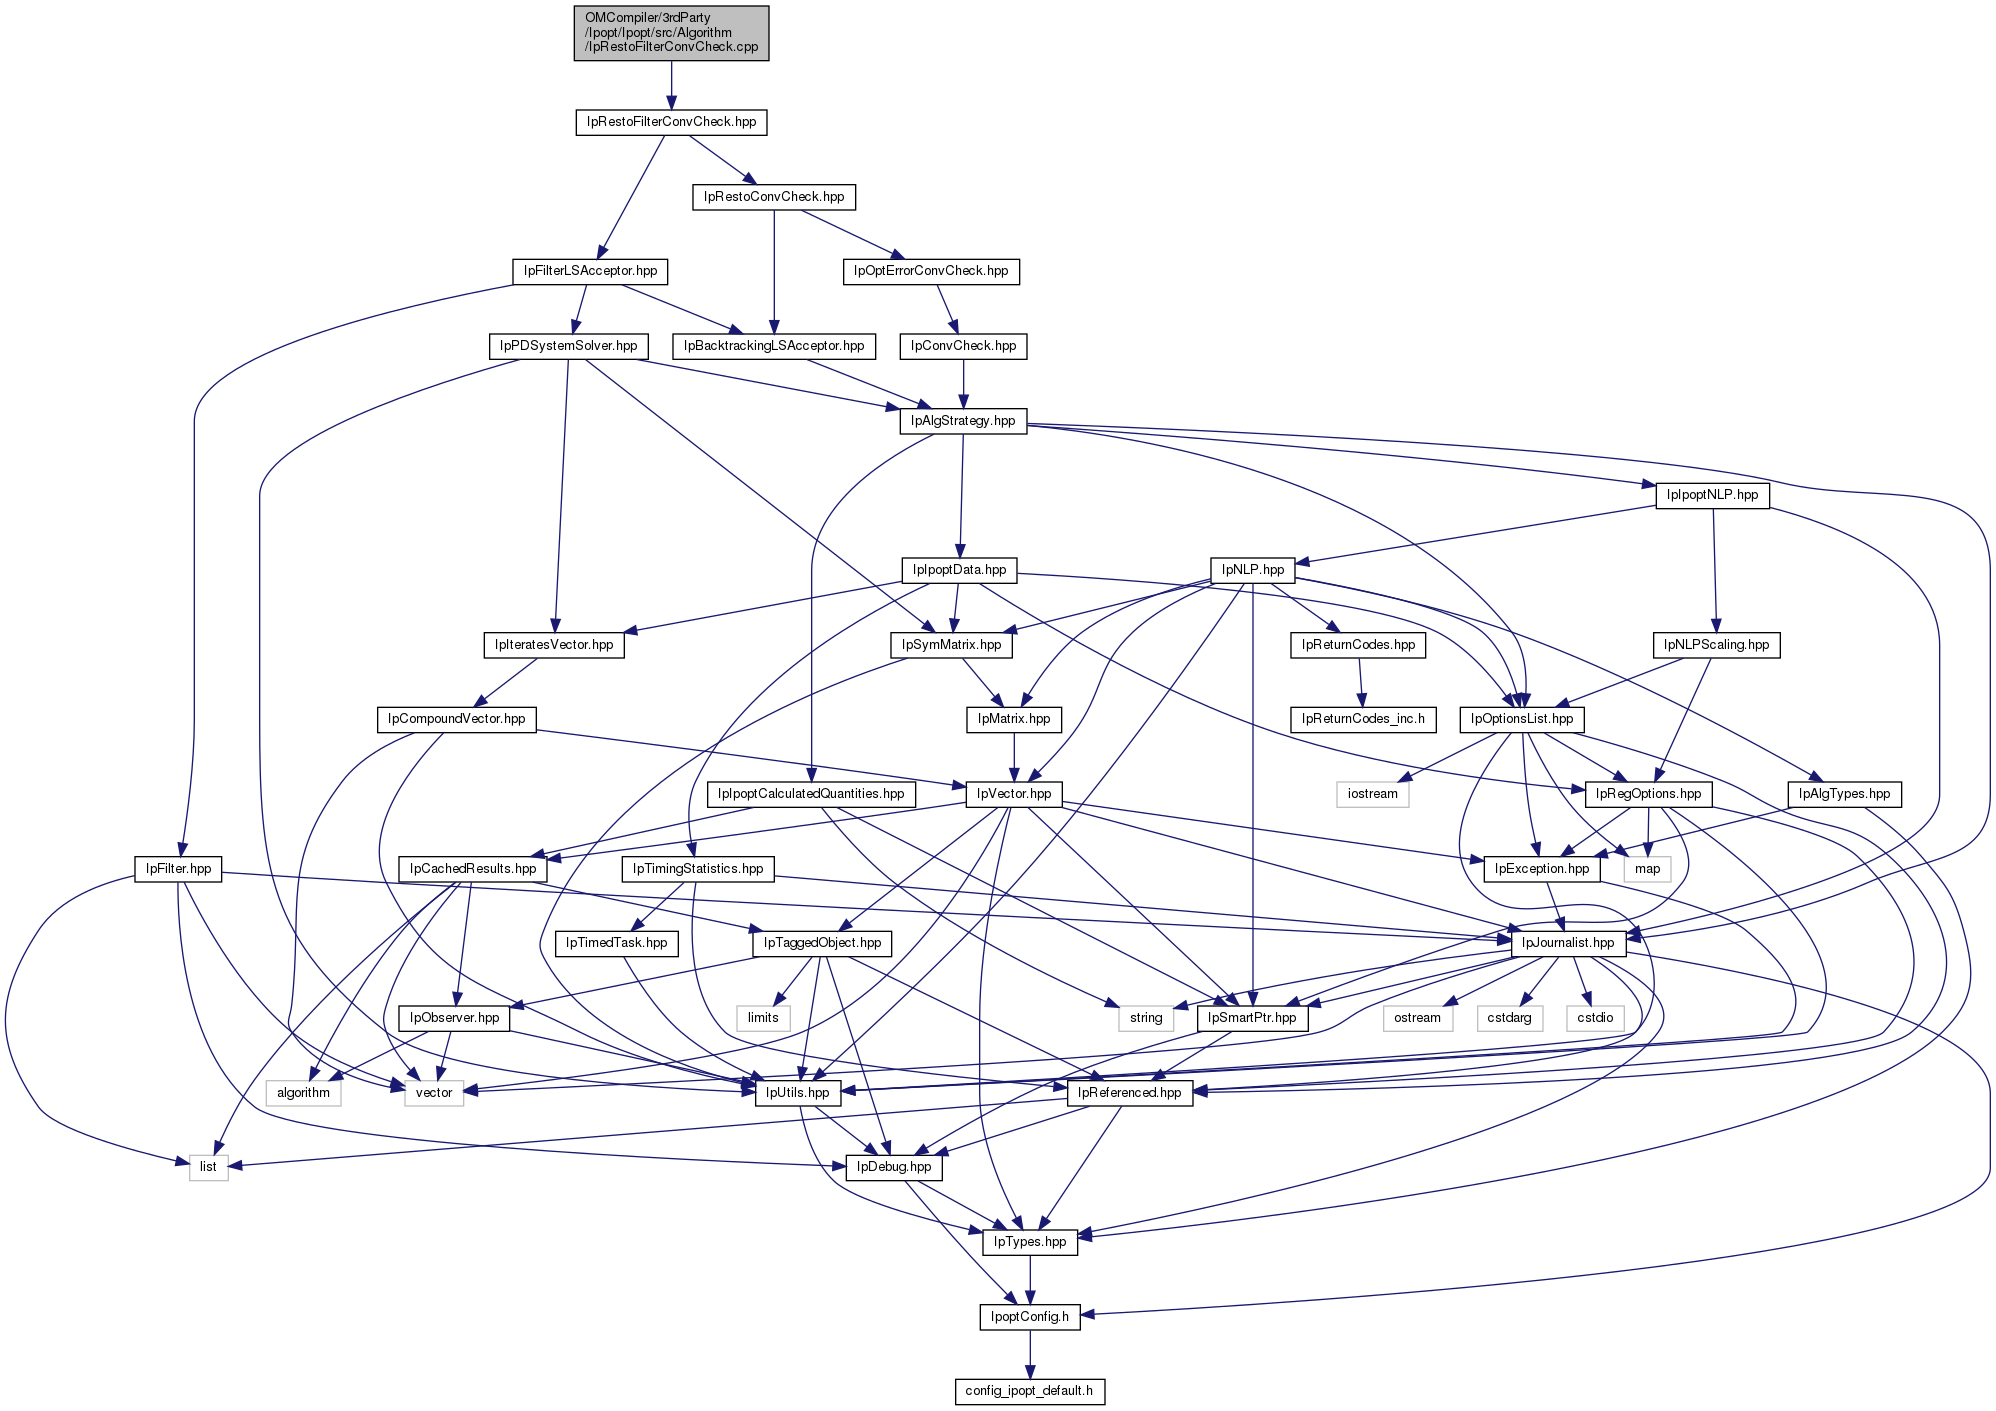 OMCompiler/3rdParty
/Ipopt/Ipopt/src/Algorithm
/IpRestoFilterConvCheck.cpp
IpRestoFilterConvCheck.hpp
IpRestoConvCheck.hpp
IpFilterLSAcceptor.hpp
IpOptErrorConvCheck.hpp
IpPDSystemSolver.hpp
IpBacktrackingLSAcceptor.hpp
IpConvCheck.hpp
IpAlgStrategy.hpp
IpIpoptNLP.hpp
IpIpoptData.hpp
IpNLP.hpp
IpIteratesVector.hpp
IpSymMatrix.hpp
IpReturnCodes.hpp
IpNLPScaling.hpp
IpCompoundVector.hpp
IpMatrix.hpp
IpReturnCodes_inc.h
IpOptionsList.hpp
IpIpoptCalculatedQuantities.hpp
IpVector.hpp
iostream
IpRegOptions.hpp
IpAlgTypes.hpp
IpFilter.hpp
IpCachedResults.hpp
IpTimingStatistics.hpp
IpException.hpp
map
IpTimedTask.hpp
IpTaggedObject.hpp
IpJournalist.hpp
IpObserver.hpp
limits
string
IpSmartPtr.hpp
ostream
cstdarg
cstdio
algorithm
vector
IpUtils.hpp
IpReferenced.hpp
list
IpDebug.hpp
IpTypes.hpp
IpoptConfig.h
config_ipopt_default.h